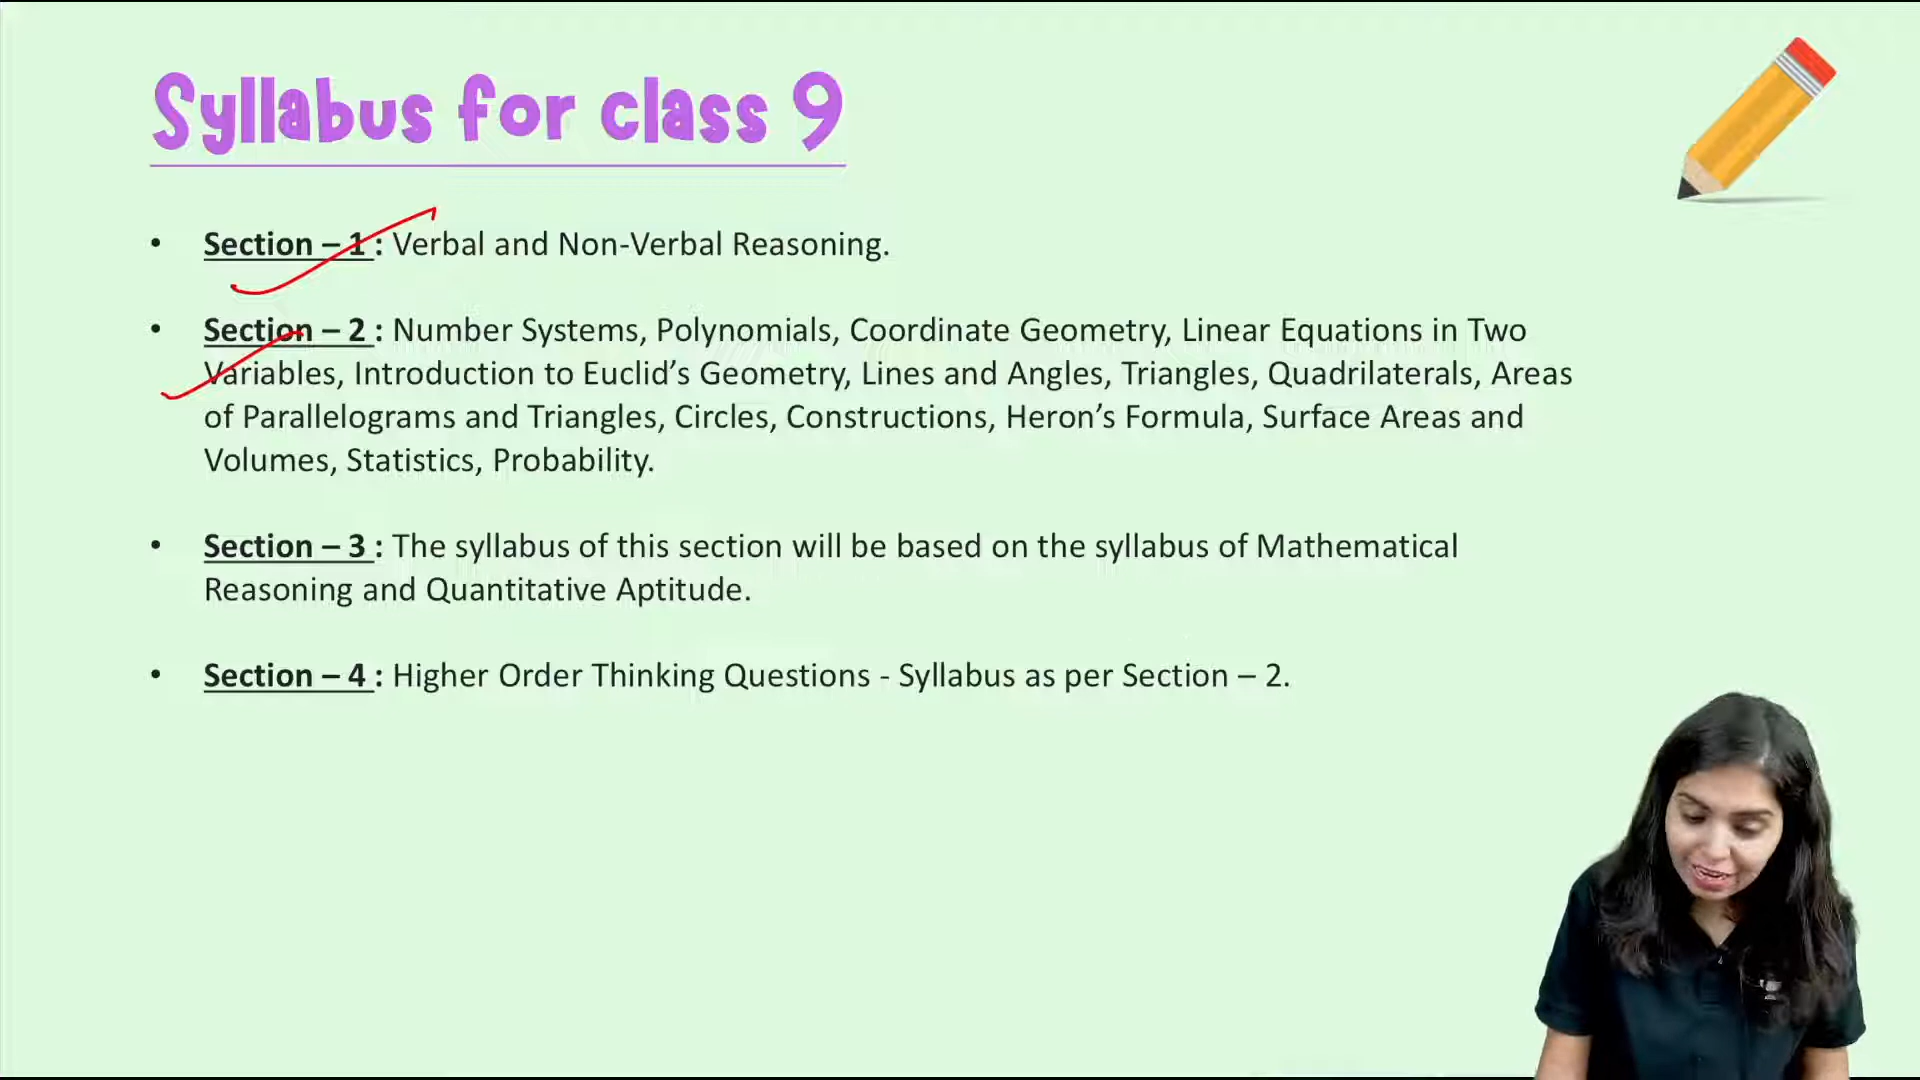 Syllabus for class 9
• Section – 1 : Verbal and Non-Verbal Reasoning.
• Section – 2 : Number Systems, Polynomials, Coordinate Geometry, Linear Equations in Two
Variables, Introduction to Euclid’s Geometry, Lines and Angles, Triangles, Quadrilaterals, Areas
of Parallelograms and Triangles, Circles, Constructions, Heron’s Formula, Surface Areas and
Volumes, Statistics, Probability.
• Section – 3 : The syllabus of this section will be based on the syllabus of Mathematical
Reasoning and Quantitative Aptitude.
• Section – 4 : Higher Order Thinking Questions - Syllabus as per Section – 2.